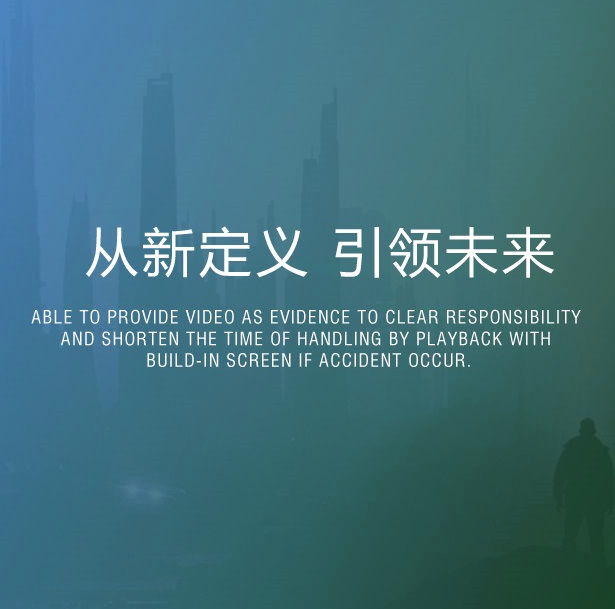 从新定义 引领未来
ABLE TO PROVIDE VIDEO AS EVIDENCE TO CLEAR RESPONSIBILITY
AND SHORTEN THE TIME OF HANDLING BY PLAYBACK WITH
BUILD-IN SCREEN IF ACCIDENT OCCUR.